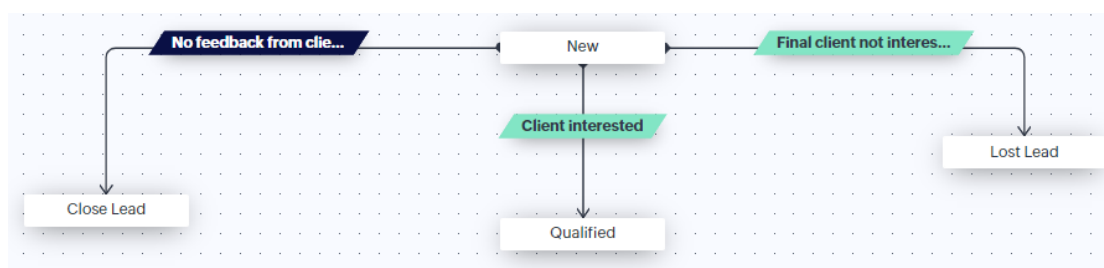 No feedback from clie...
New
Final client not interes...
Client interested
Lost Lead
Close Lead
Qualified